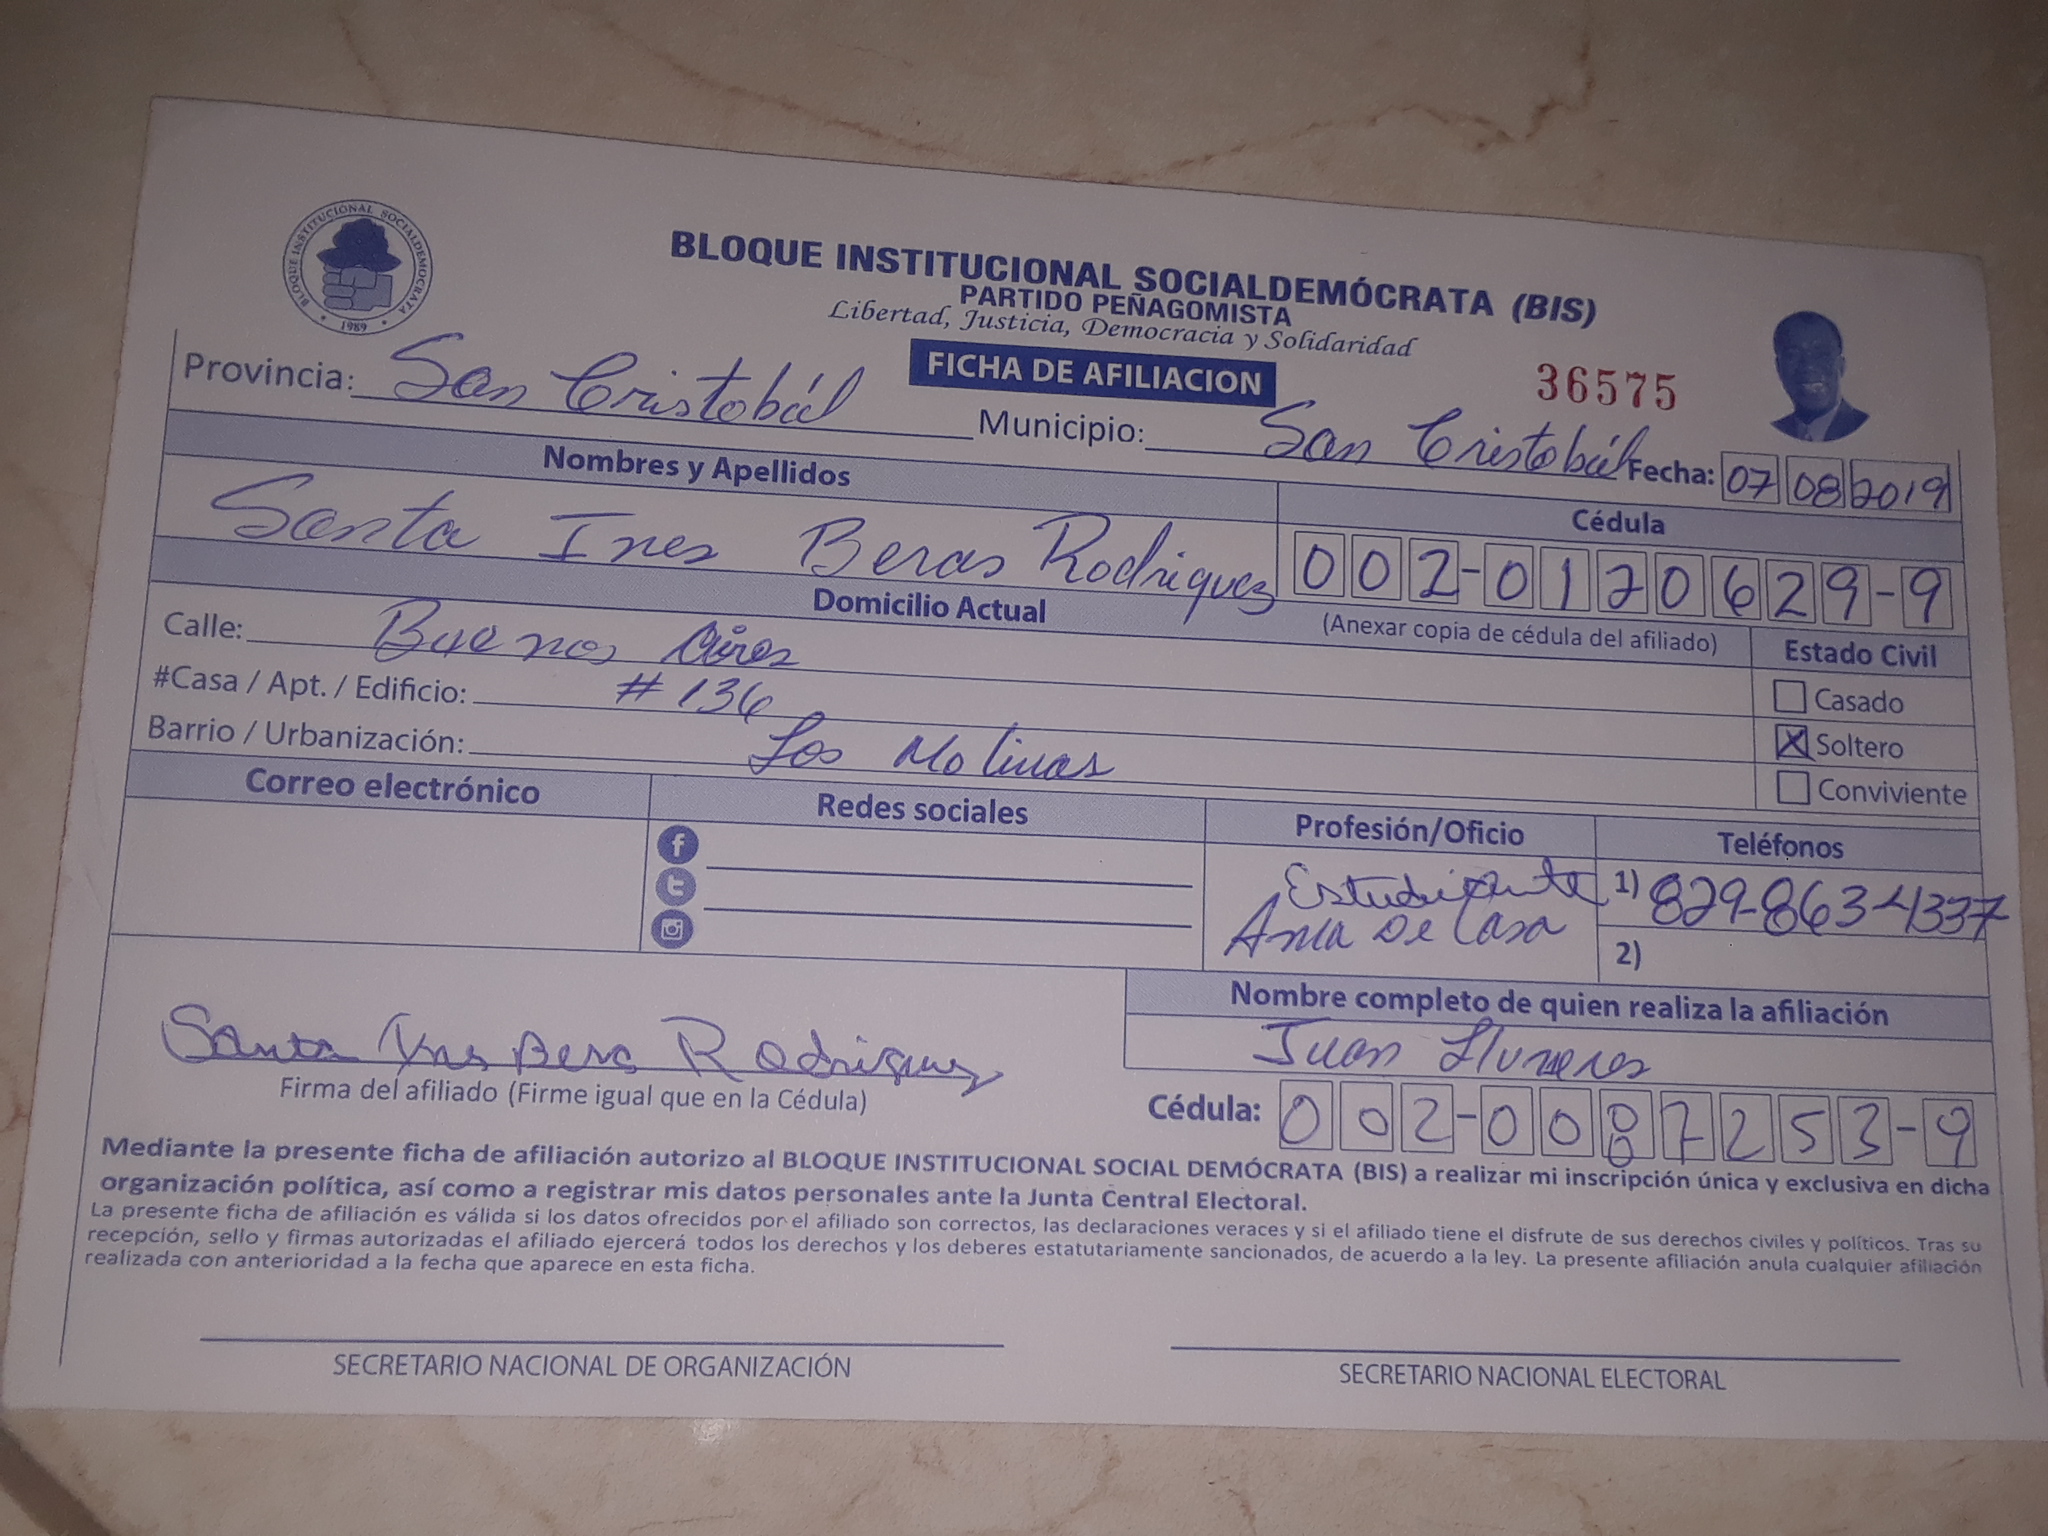 BLOQUE INSTITUCIONAL SOCIALDEMOCRATA
1989
BLOQUE INSTITUCIONAL SOCIALDEMÓCRATA (BIS)
PARTIDO PEÑAGOMISTA
Libertad, Justicia, Democracia y Solidaridad
FICHA DE AFILIACION
36575
Provincia: San Cristobál Municipio: San Cristobál Fecha: 07 08 2019
Nombres y Apellidos Cédula
Santa Ines Beras Rodriguez 002-0120629-9
Domicilio Actual (Anexar copia de cédula del afiliado) Estado Civil
Calle: Buenos Aires
#Casa / Apt. / Edificio: #136 Casado
Barrio / Urbanización: Los Molinas X Soltero
Conviviente
Correo electrónico Redes sociales Profesión/Oficio Teléfonos
Estudiante 1) 829-863-4337
Ama De Casa
2)
Nombre completo de quien realiza la afiliación
Santa Ynes Bera Rodriguez Juan
Firma del afiliado (Firme igual que en la Cédula) Cédula: 002-0087253-9
Mediante la presente ficha de afiliación autorizo al BLOQUE INSTITUCIONAL SOCIAL DEMÓCRATA (BIS) a realizar mi inscripción única y exclusiva en dicha
organización política, así como a registrar mis datos personales ante la Junta Central Electoral.
La presente ficha de afiliación es válida si los datos ofrecidos por el afiliado son correctos, las declaraciones veraces y si el afiliado tiene el disfrute de sus derechos civiles y políticos. Tras su
recepción, sello y firmas autorizadas el afiliado ejercerá todos los derechos y los deberes estatutariamente sancionados, de acuerdo a la ley. La presente afiliación anula cualquier afiliación
realizada con anterioridad a la fecha que aparece en esta ficha.
SECRETARIO NACIONAL DE ORGANIZACIÓN SECRETARIO NACIONAL ELECTORAL